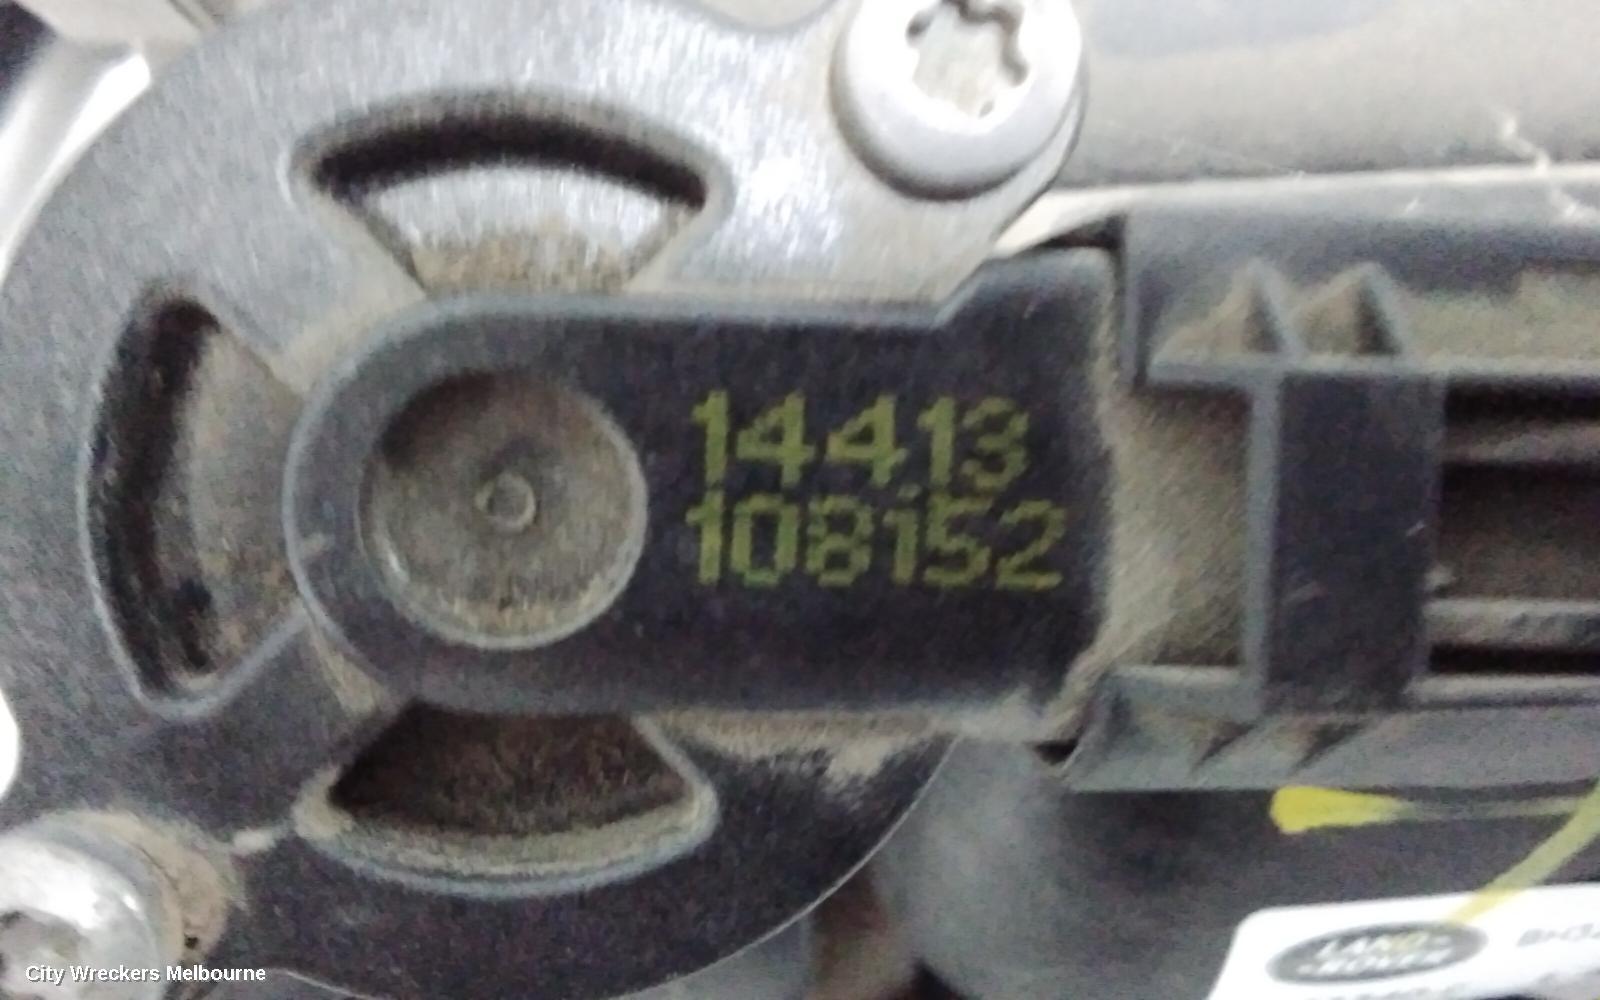 14413
108152
LAND-
-ROVER
City Wreckers Melbourne